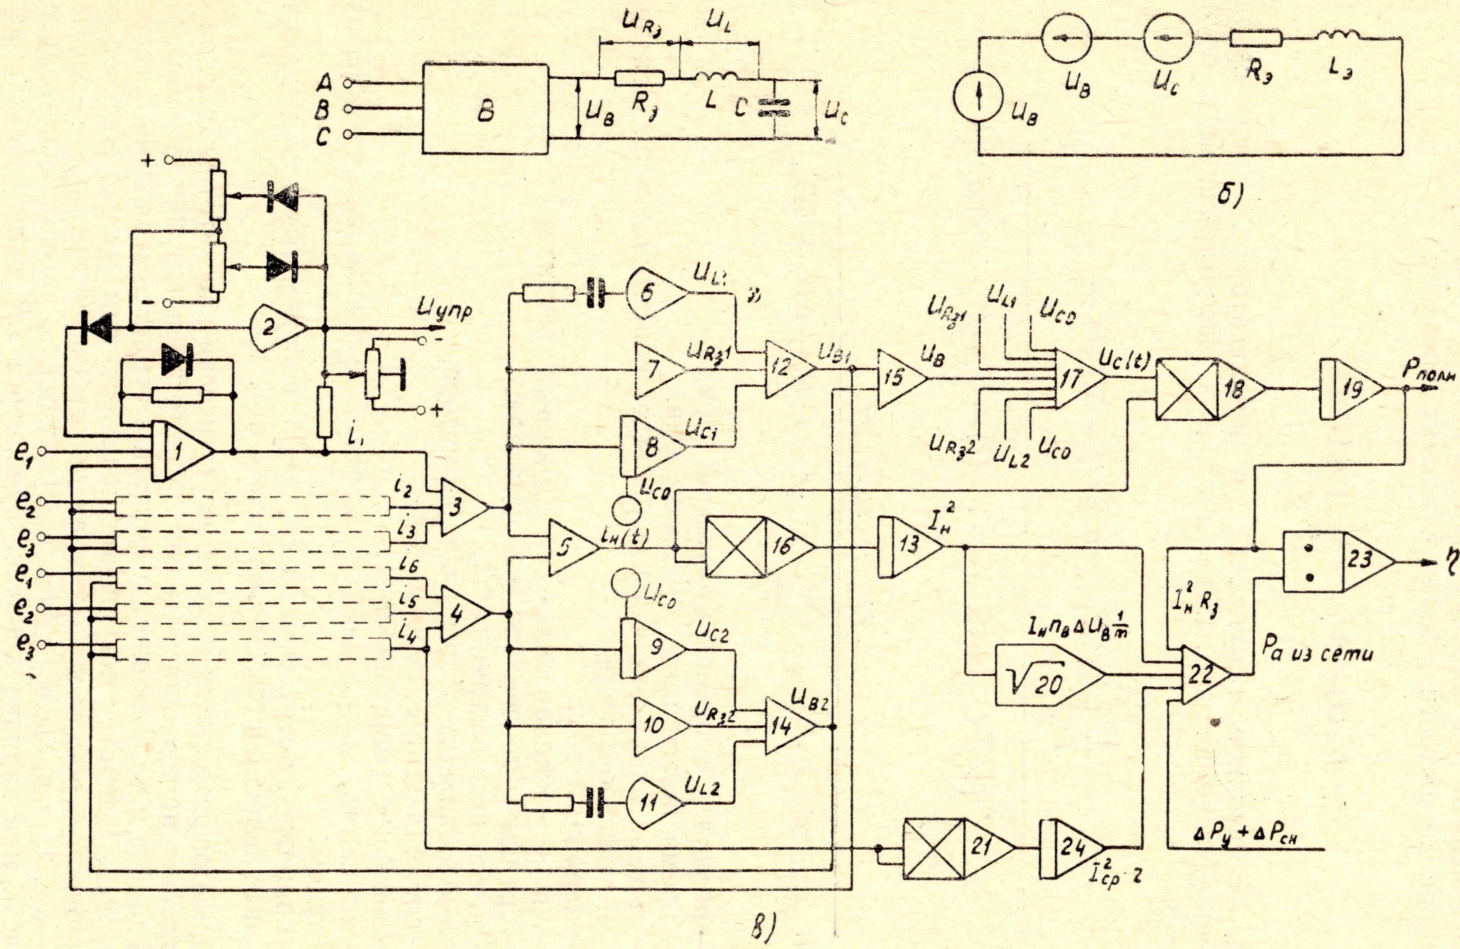 U_Rэ
U_L
A
B
C
B
U_B
R_э
L
C
U_C
U_B
U_B
U_C
R_э
L_э
б)
+
-
2
U_упр
-
+
1
i_1
e_1
e_2
e_3
e_1
e_2
e_3
i_2
i_3
i_6
i_5
i_4
3
4
5
6
U_L1
7
U_Rэ1
8
U_C1
U_CO
i_н(t)
U_CO
9
U_C2
10
U_Rэ2
11
U_L2
12
U_B1
14
U_B2
15
U_B
U_Rэ1
U_L1
U_CO
17
U_C(t)
U_Rэ2
U_L2
U_CO
18
19
P_полн
16
13
I_н^2
I_н n_B ΔU_B 1/m
√20
I_н^2 R_э
22
P_a из сети
23
η
21
24
I_ср^2 · 2
ΔP_у + ΔP_сн
в)